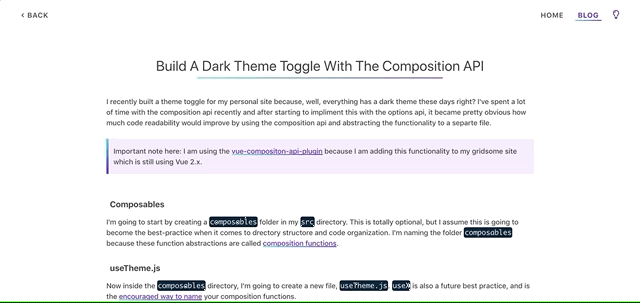 ‹ BACK
HOME
BLOG
Build A Dark Theme Toggle With The Composition API
I recently built a theme toggle for my personal site because, well, everything has a dark theme these days right? I've spent a lot
of time with the composition api recently and after starting to impliment this with the options api, it became pretty obvious how
much code readability would improve by using the composition api and abstracting the functionality to a separte file.
Important note here: I am using the vue-compositon-api-plugin because I am adding this functionality to my gridsome site
which is still using Vue 2.x.
Composables
I'm going to start by creating a composables folder in my src directory. This is totally optional, but I assume this is going to
become the best-practice when it comes to drectory structore and code organization. I'm naming the folder composables
because these function abstractions are called composition functions.
useTheme.js
Now inside the composables directory, I'm going to create a new file, useTheme.js. useX is also a future best practice, and is
the encouraged way to name your composition functions.